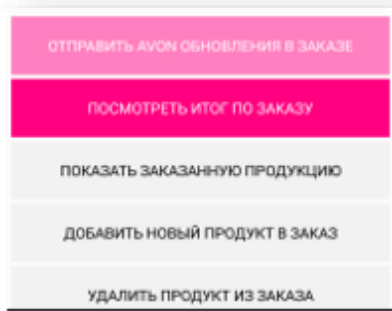 ОТПРАВИТЬ AVON ОБНОВЛЕНИЯ В ЗАКАЗЕ
ПОСМОТРЕТЬ ИТОГ ПО ЗАКАЗУ
ПОКАЗАТЬ ЗАКАЗАННУЮ ПРОДУКЦИЮ
ДОБАВИТЬ НОВЫЙ ПРОДУКТ В ЗАКАЗ
УДАЛИТЬ ПРОДУКТ ИЗ ЗАКАЗА